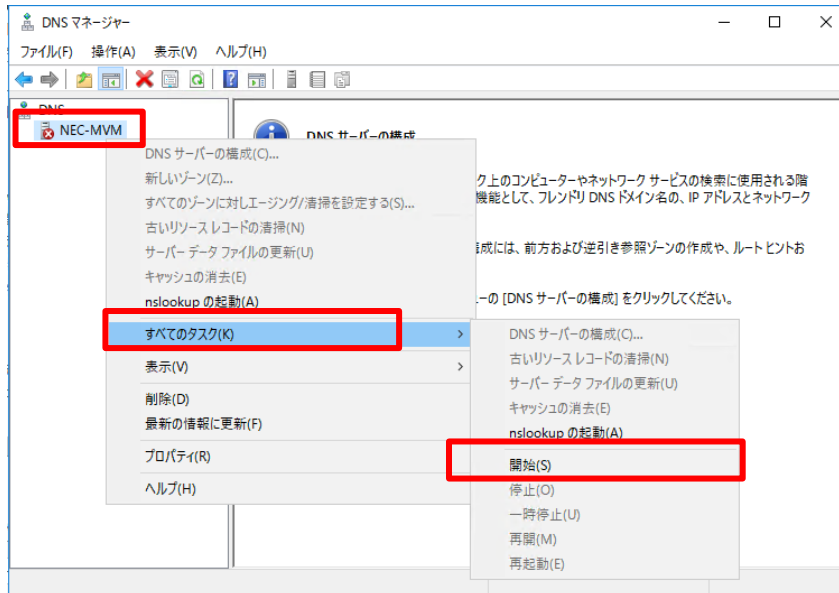 DNS マネージャー
ファイル(F) 操作(A) 表示(V) ヘルプ(H)
DNS
NEC-MVM
DNS サーバーの構成
DNS サーバーの構成(C)...
新しいゾーン(Z)...
すべてのゾーンに対しエージング/清掃を設定する(S)...
古いリソース レコードの清掃(N)
サーバー データ ファイルの更新(U)
キャッシュの消去(E)
nslookup の起動(A)
すべてのタスク(K)
表示(V)
削除(D)
最新の情報に更新(F)
プロパティ(R)
ヘルプ(H)
ク上のコンピューターやネットワーク サービスの検索に使用される階
機能として、フレンドリ DNS ドメイン名の、IP アドレスとネットワーク
成には、前方および逆引き参照ゾーンの作成や、ルート ヒントお
ーの [DNS サーバーの構成] をクリックしてください。
DNS サーバーの構成(C)...
古いリソース レコードの清掃(N)
サーバー データ ファイルの更新(U)
キャッシュの消去(E)
nslookup の起動(A)
開始(S)
停止(O)
一時停止(U)
再開(M)
再起動(E)